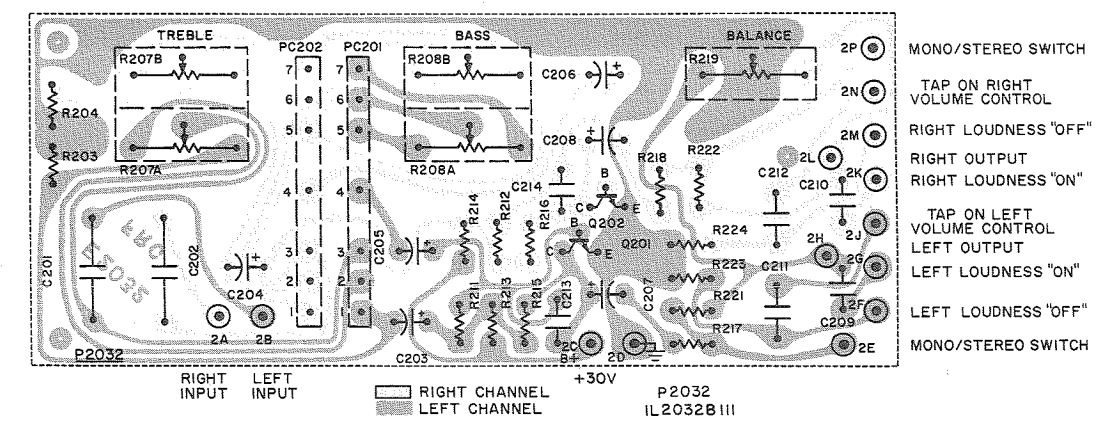 TREBLE
BASS
BALANCE
R207B
PC202
PC201
R208B
C206
R219
2P
MONO/STEREO SWITCH
7
7
6
6
2N
TAP ON RIGHT
VOLUME CONTROL
R204
5
5
C208
2M
RIGHT LOUDNESS "OFF"
R203
R207A
R208A
R218
R222
2L
RIGHT OUTPUT
C214
B
C212
C210
2K
RIGHT LOUDNESS "ON"
4
4
R214
R212
R216
C
E
Q202
TAP ON LEFT
VOLUME CONTROL
2J
B
C
E
Q201
R224
2H
LEFT OUTPUT
C201
C202
3
3
C205
R223
C211
2G
LEFT LOUDNESS "ON"
C204
2
2
R211
R213
R215
C213
C207
R221
2F
LEFT LOUDNESS "OFF"
1
1
2A
2B
R217
C209
P2032
C203
2C
B+
2D
2E
MONO/STEREO SWITCH
RIGHT
INPUT
LEFT
INPUT
+30V
RIGHT CHANNEL
LEFT CHANNEL
P2032
IL2032B111